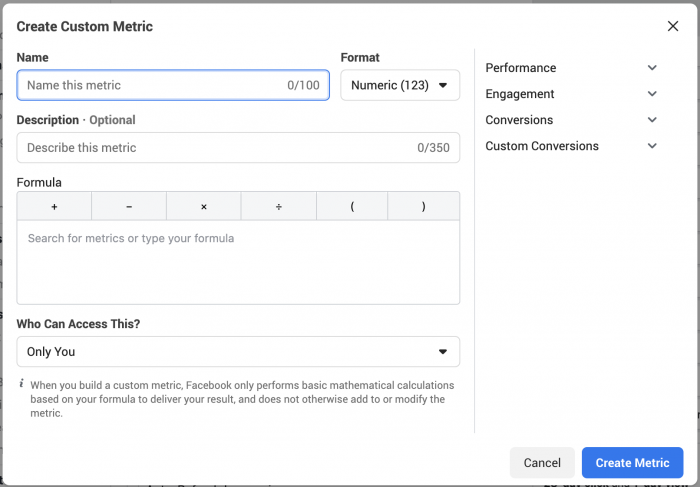 Create Custom Metric
Name
Format
Name this metric 0/100
Numeric (123)
Description · Optional
Describe this metric 0/350
Formula
+ − × ÷ ( )
Search for metrics or type your formula
Who Can Access This?
Only You
i When you build a custom metric, Facebook only performs basic mathematical calculations
based on your formula to deliver your result, and does not otherwise add to or modify the
metric.
Performance
Engagement
Conversions
Custom Conversions
Cancel
Create Metric